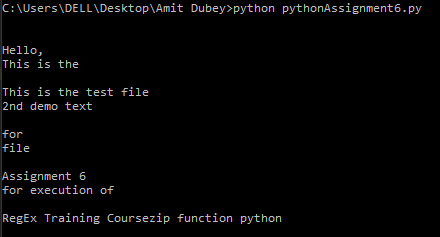 C:\Users\DELL\Desktop\Amit Dubey>python pythonAssignment6.py
Hello,
This is the
This is the test file
2nd demo text
for
file
Assignment 6
for execution of
RegEx Training Coursezip function python